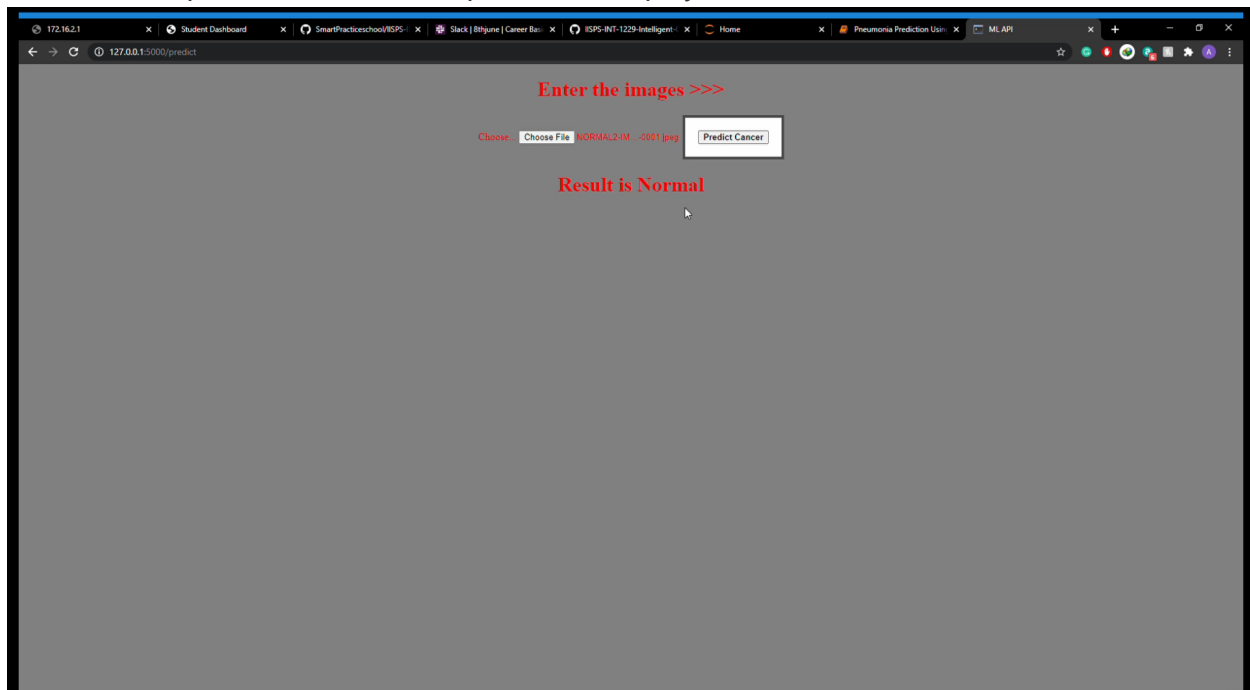 172.16.2.1
Student Dashboard
SmartPracticeschool/IISPS-I
Slack | 8thjune | Career Basi
IISPS-INT-1229-Intelligent-
Home
Pneumonia Prediction Usin
ML API
127.0.0.1:5000/predict
Enter the images >>>
Choose... Choose File NORMAL2-IM...-0001.jpeg Predict Cancer
Result is Normal